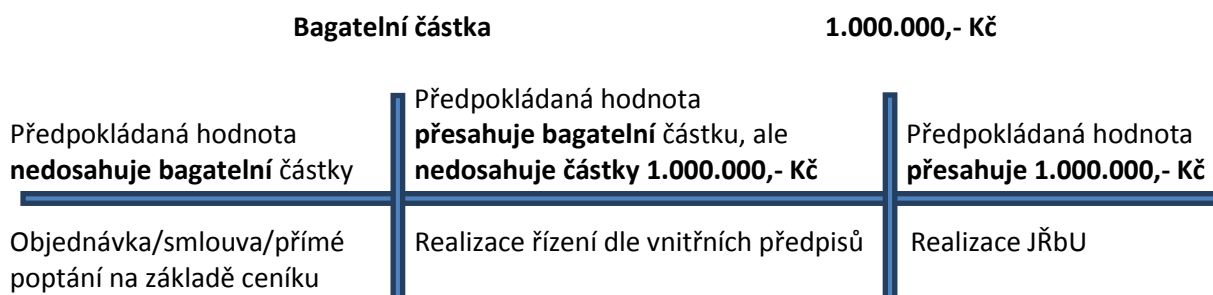 Bagatelní částka 1.000.000,- Kč
Předpokládaná hodnota
nedosahuje bagatelní částky
Předpokládaná hodnota
přesahuje bagatelní částku, ale
nedosahuje částky 1.000.000,- Kč
Předpokládaná hodnota
přesahuje 1.000.000,- Kč
Objednávka/smlouva/přímé
poptání na základě ceníku
Realizace řízení dle vnitřních předpisů
Realizace JŘbU